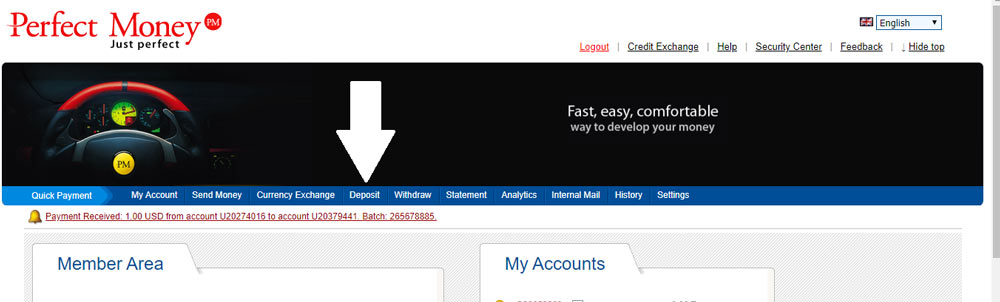 Perfect Money PM
Just perfect
English
Logout | Credit Exchange | Help | Security Center | Feedback | ↓ Hide top
Fast, easy, comfortable
way to develop your money
PM
Quick Payment My Account Send Money Currency Exchange Deposit Withdraw Statement Analytics Internal Mail History Settings
Payment Received: 1.00 USD from account U20274016 to account U20379441. Batch: 265678885.
Member Area My Accounts